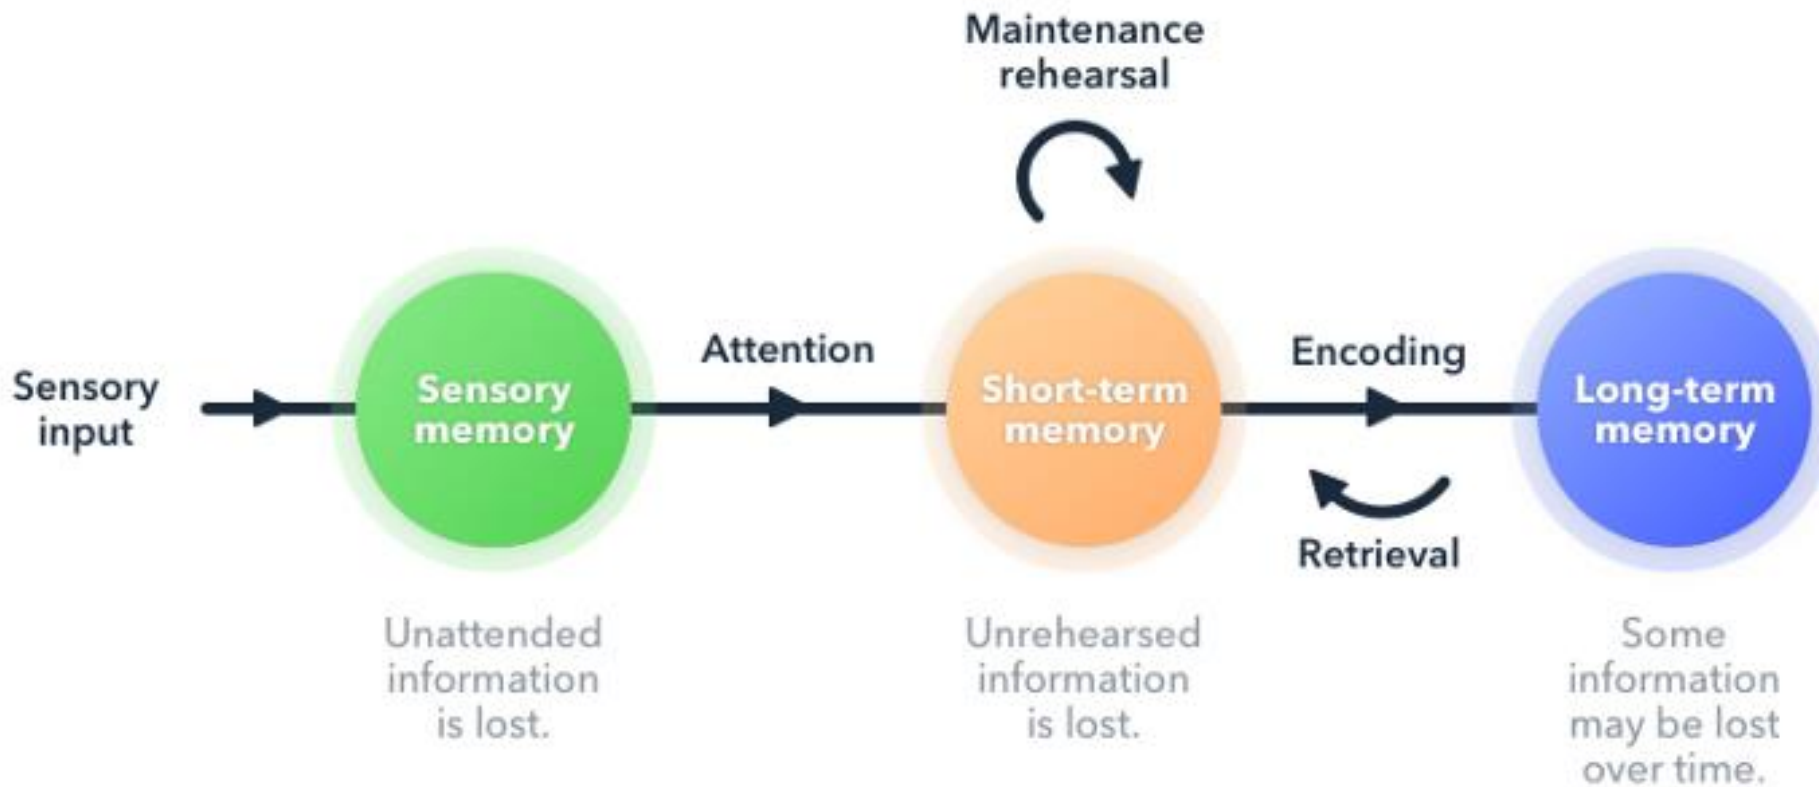 Maintenance
rehearsal
Sensory
input
Sensory
memory
Attention
Short-term
memory
Encoding
Long-term
memory
Retrieval
Unattended
information
is lost.
Unrehearsed
information
is lost.
Some
information
may be lost
over time.